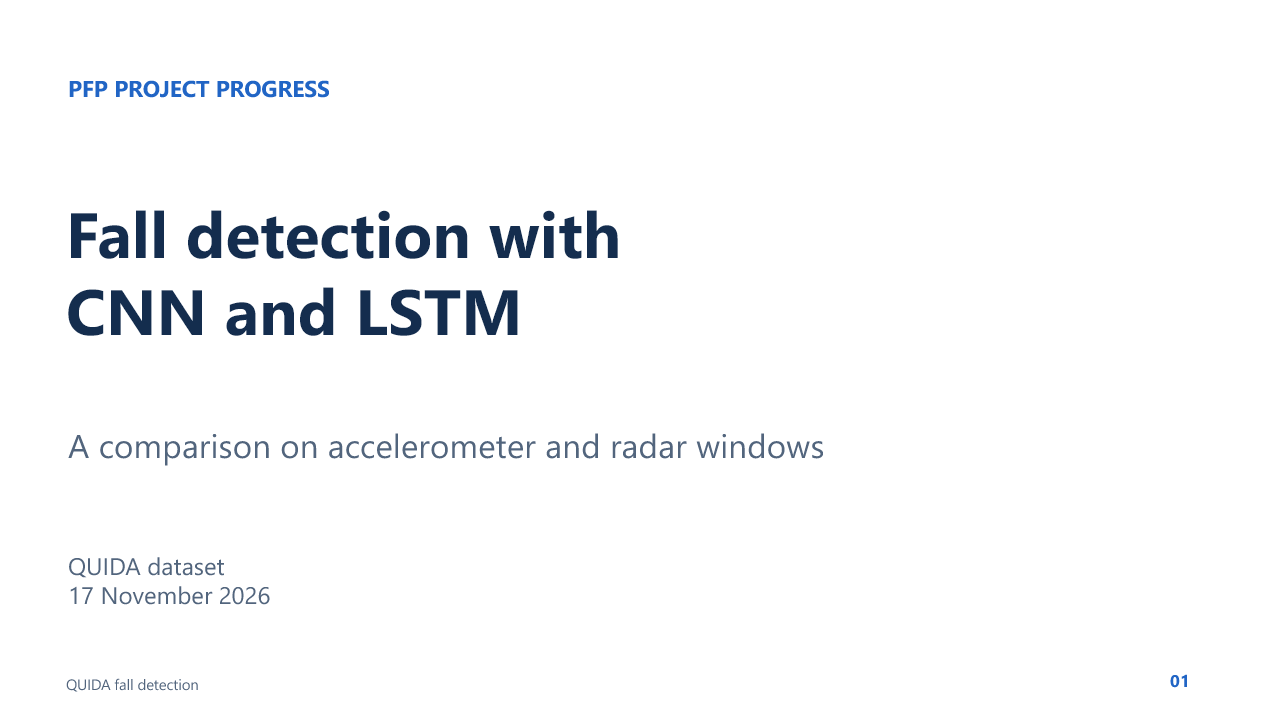 PFP PROJECT PROGRESS
Fall detection with
CNN and LSTM
A comparison on accelerometer and radar windows
QUIDA dataset
17 November 2026
QUIDA fall detection
01